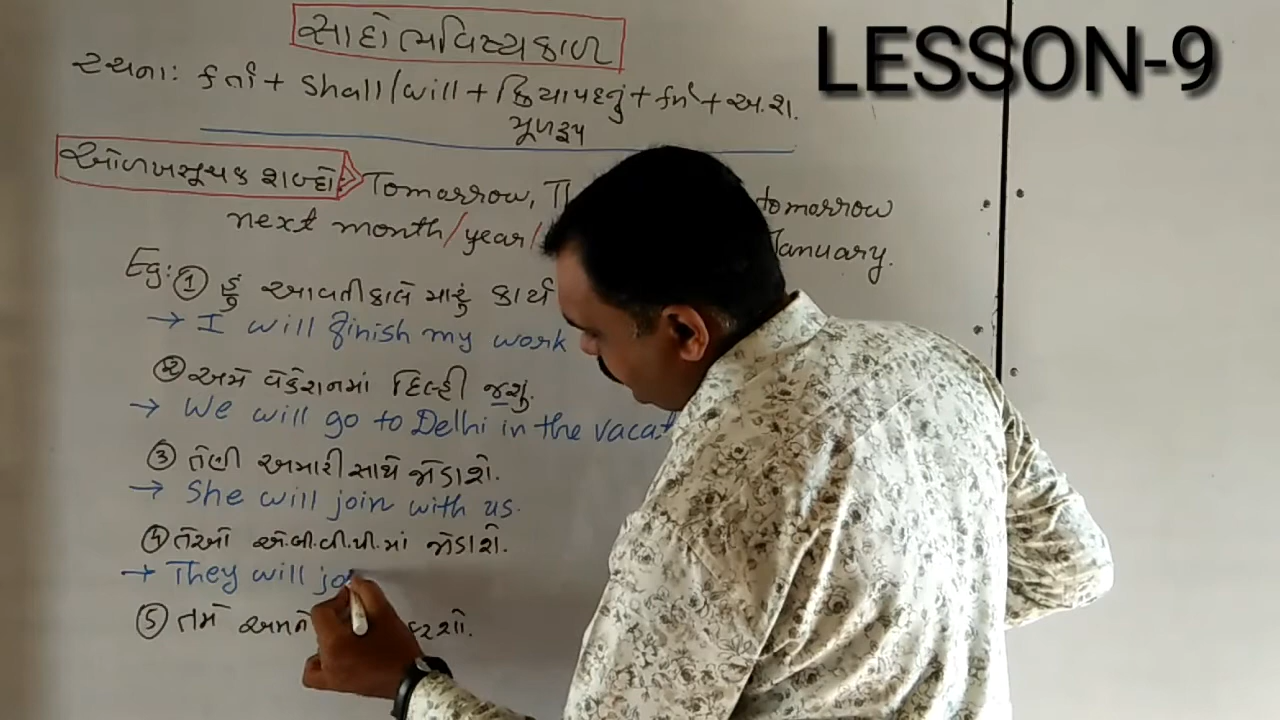 સાદો ભવિષ્યકાળ
LESSON-9
રચના: કર્તા + Shall/will + ક્રિયાપદનું + કર્મ + અ.શ.
મૂળરૂપ
ઓળખસૂચક શબ્દો Tomorrow, tomorrow
next month/year/ January.
Eg: ① હું આવતીકાલે મારું કાર્ય
→ I will finish my work
② અમે વેકેશનમાં દિલ્હી જશું.
→ We will go to Delhi in the
③ તેણી અમારી સાથે જોડાશે.
→ She will join with us.
④ તેઓ એ.બી.વી.પી.માં જોડાશે.
→ They will
⑤ તમે